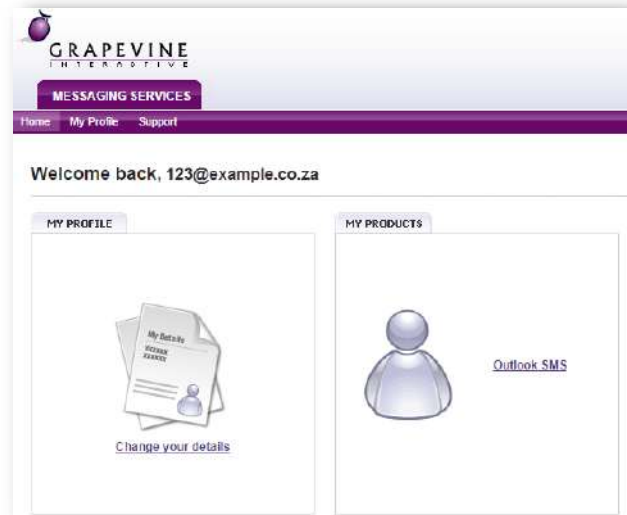 GRAPEVINE
INTERACTIVE
MESSAGING SERVICES
Home My Profile Support
Welcome back, 123@example.co.za
MY PROFILE
MY PRODUCTS
My Details
Outlook SMS
Change your details